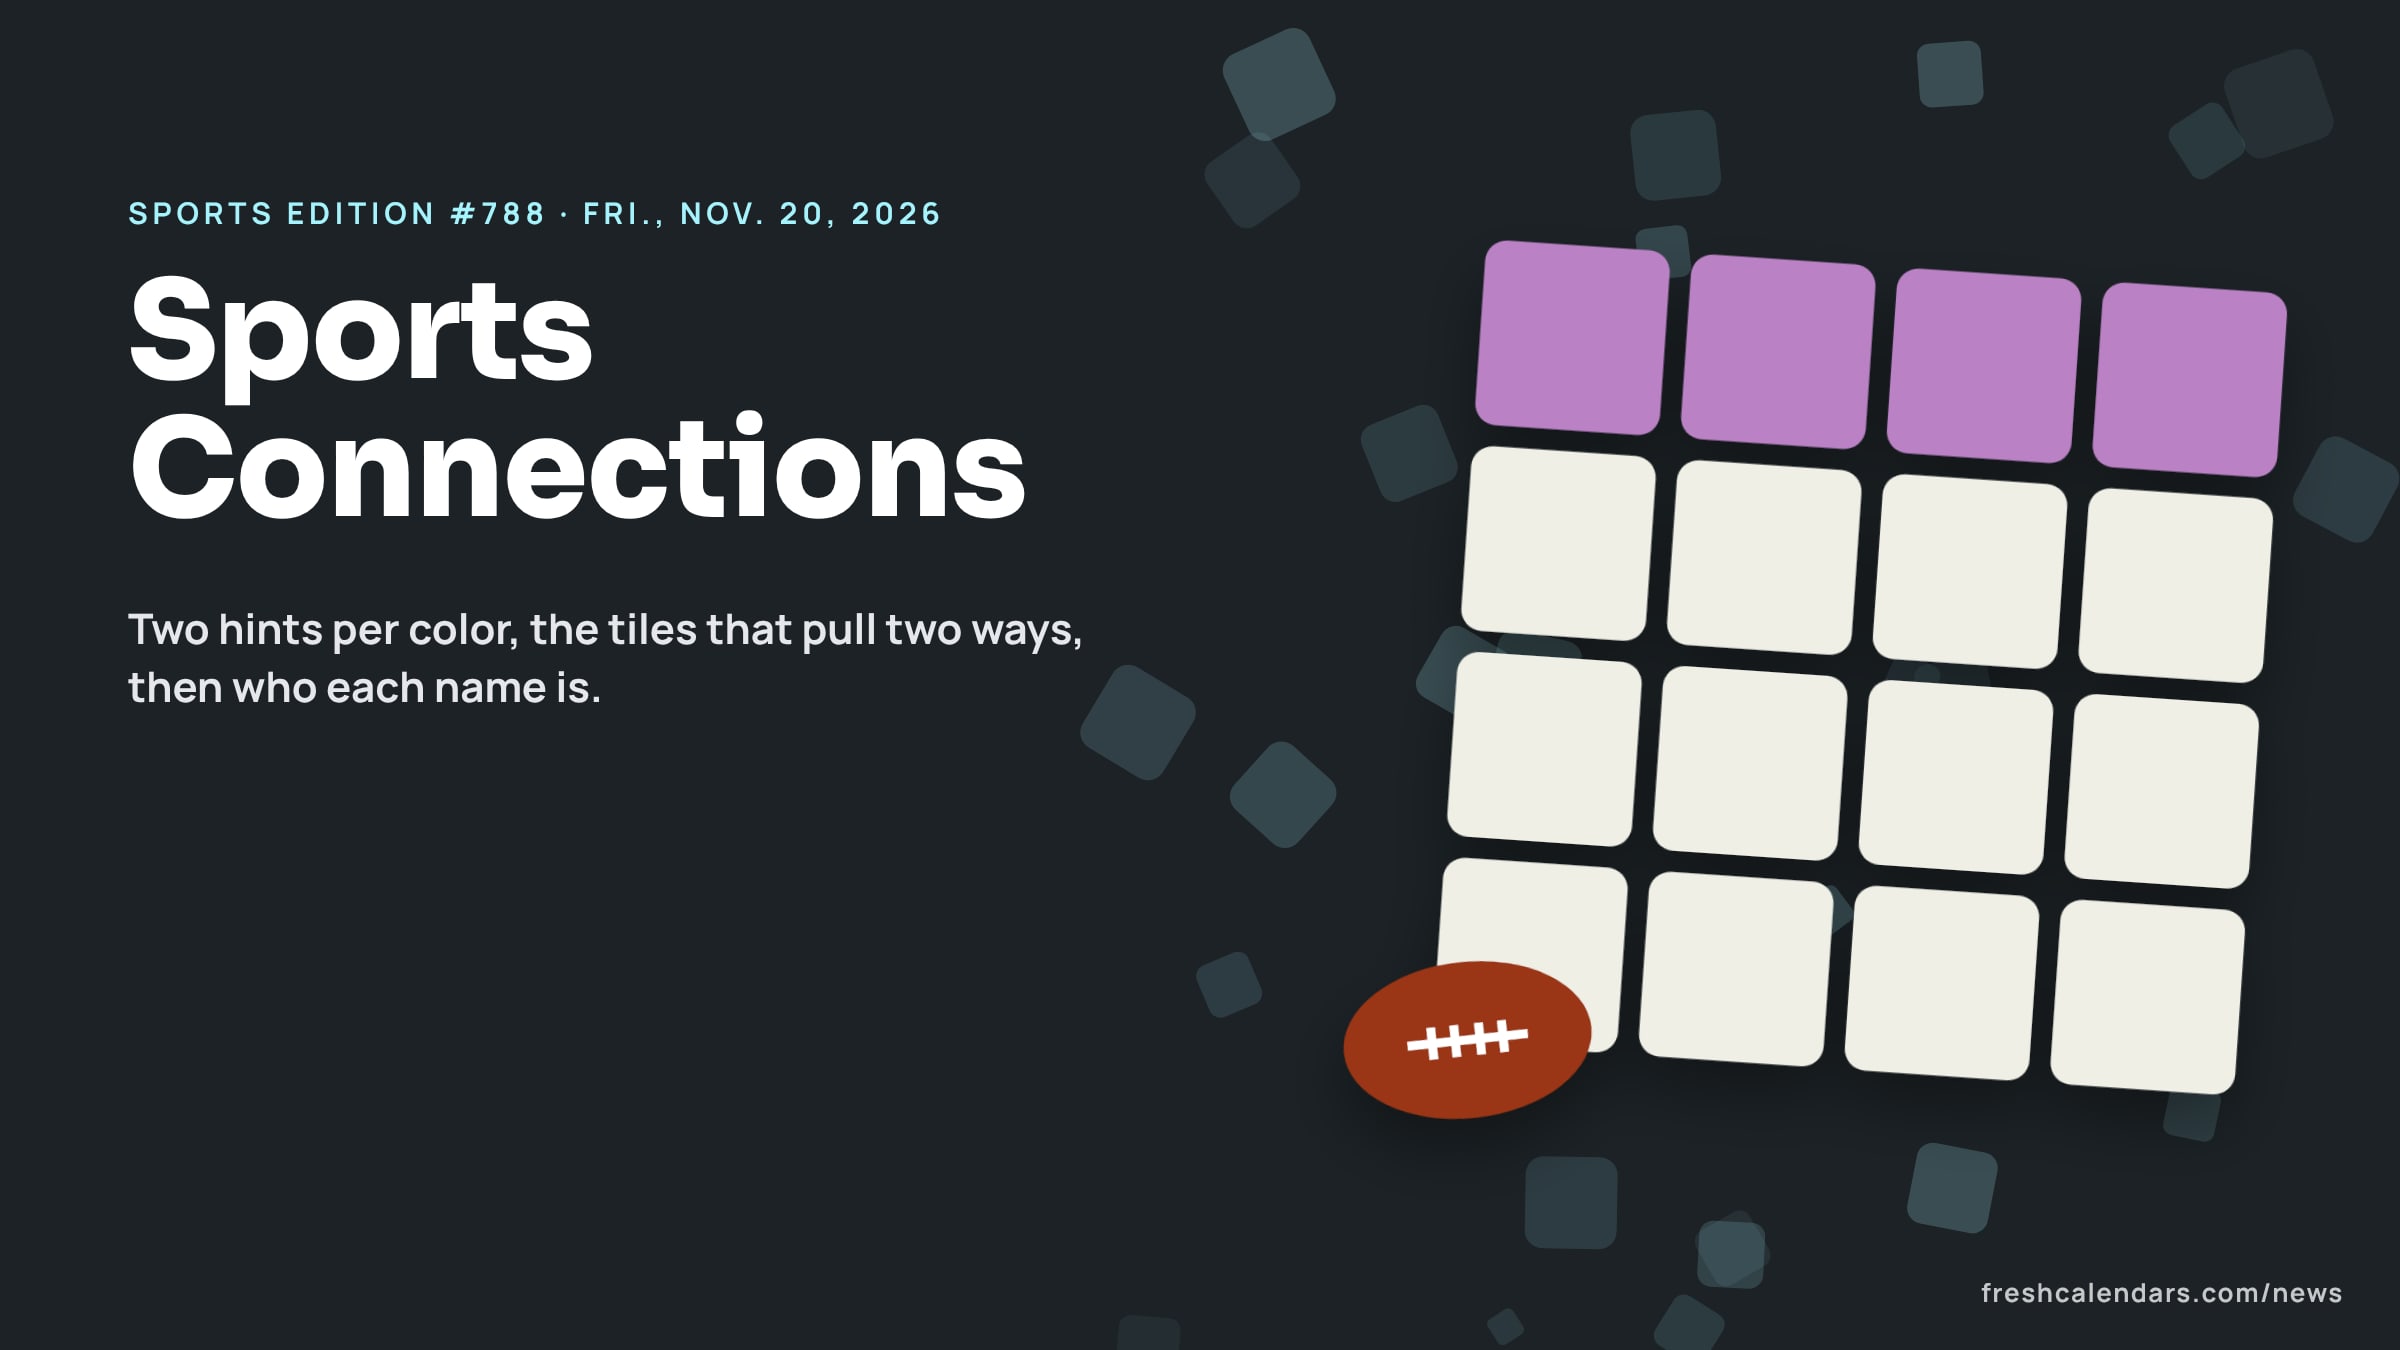 SPORTS EDITION #788 · FRI., NOV. 20, 2026
Sports
Connections
Two hints per color, the tiles that pull two ways,
then who each name is.
freshcalendars.com/news